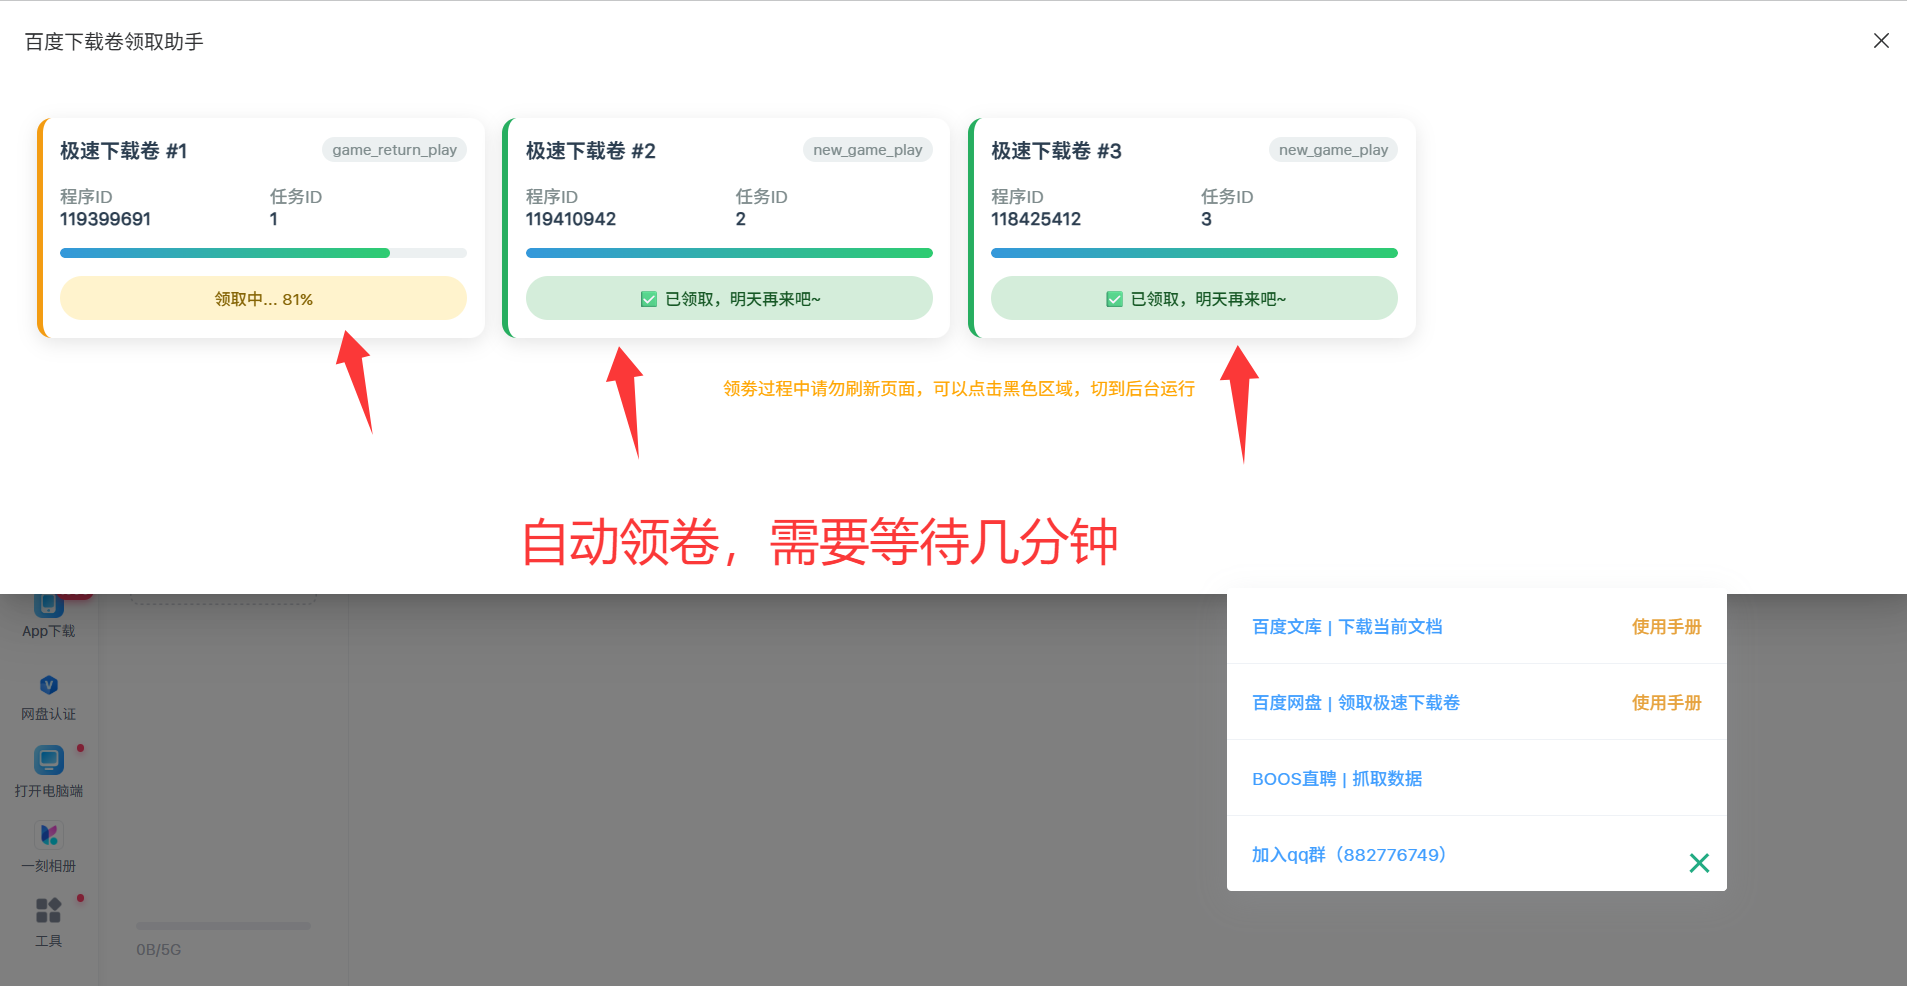 百度下载卷领取助手
极速下载卷 #1
game_return_play
程序ID
任务ID
119399691
1
领取中... 81%
极速下载卷 #2
new_game_play
程序ID
任务ID
119410942
2
✅ 已领取，明天再来吧~
极速下载卷 #3
new_game_play
程序ID
任务ID
118425412
3
✅ 已领取，明天再来吧~
领劵过程中请勿刷新页面，可以点击黑色区域，切到后台运行
自动领卷，需要等待几分钟
App下载
网盘认证
打开电脑端
一刻相册
工具
0B/5G
百度文库 | 下载当前文档
使用手册
百度网盘 | 领取极速下载卷
使用手册
BOOS直聘 | 抓取数据
加入qq群（882776749）